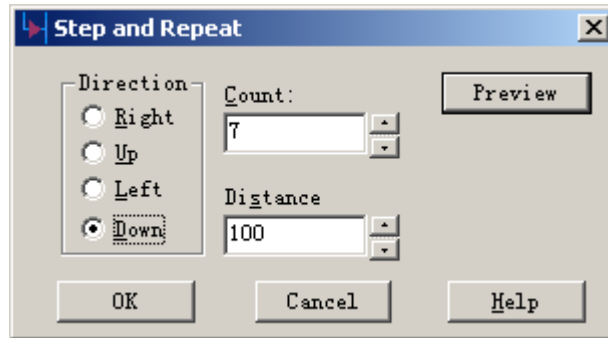 Step and Repeat
Direction
Right
Up
Left
Down
Count:
7
Distance
100
Preview
OK
Cancel
Help